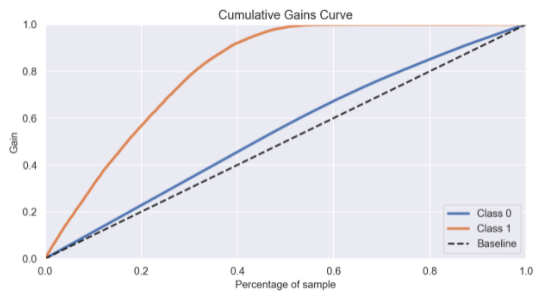 Cumulative Gains Curve
1.0
0.8
0.6
0.4
0.2
0.0
Gain
0.0 0.2 0.4 0.6 0.8 1.0
Percentage of sample
Class 0
Class 1
Baseline